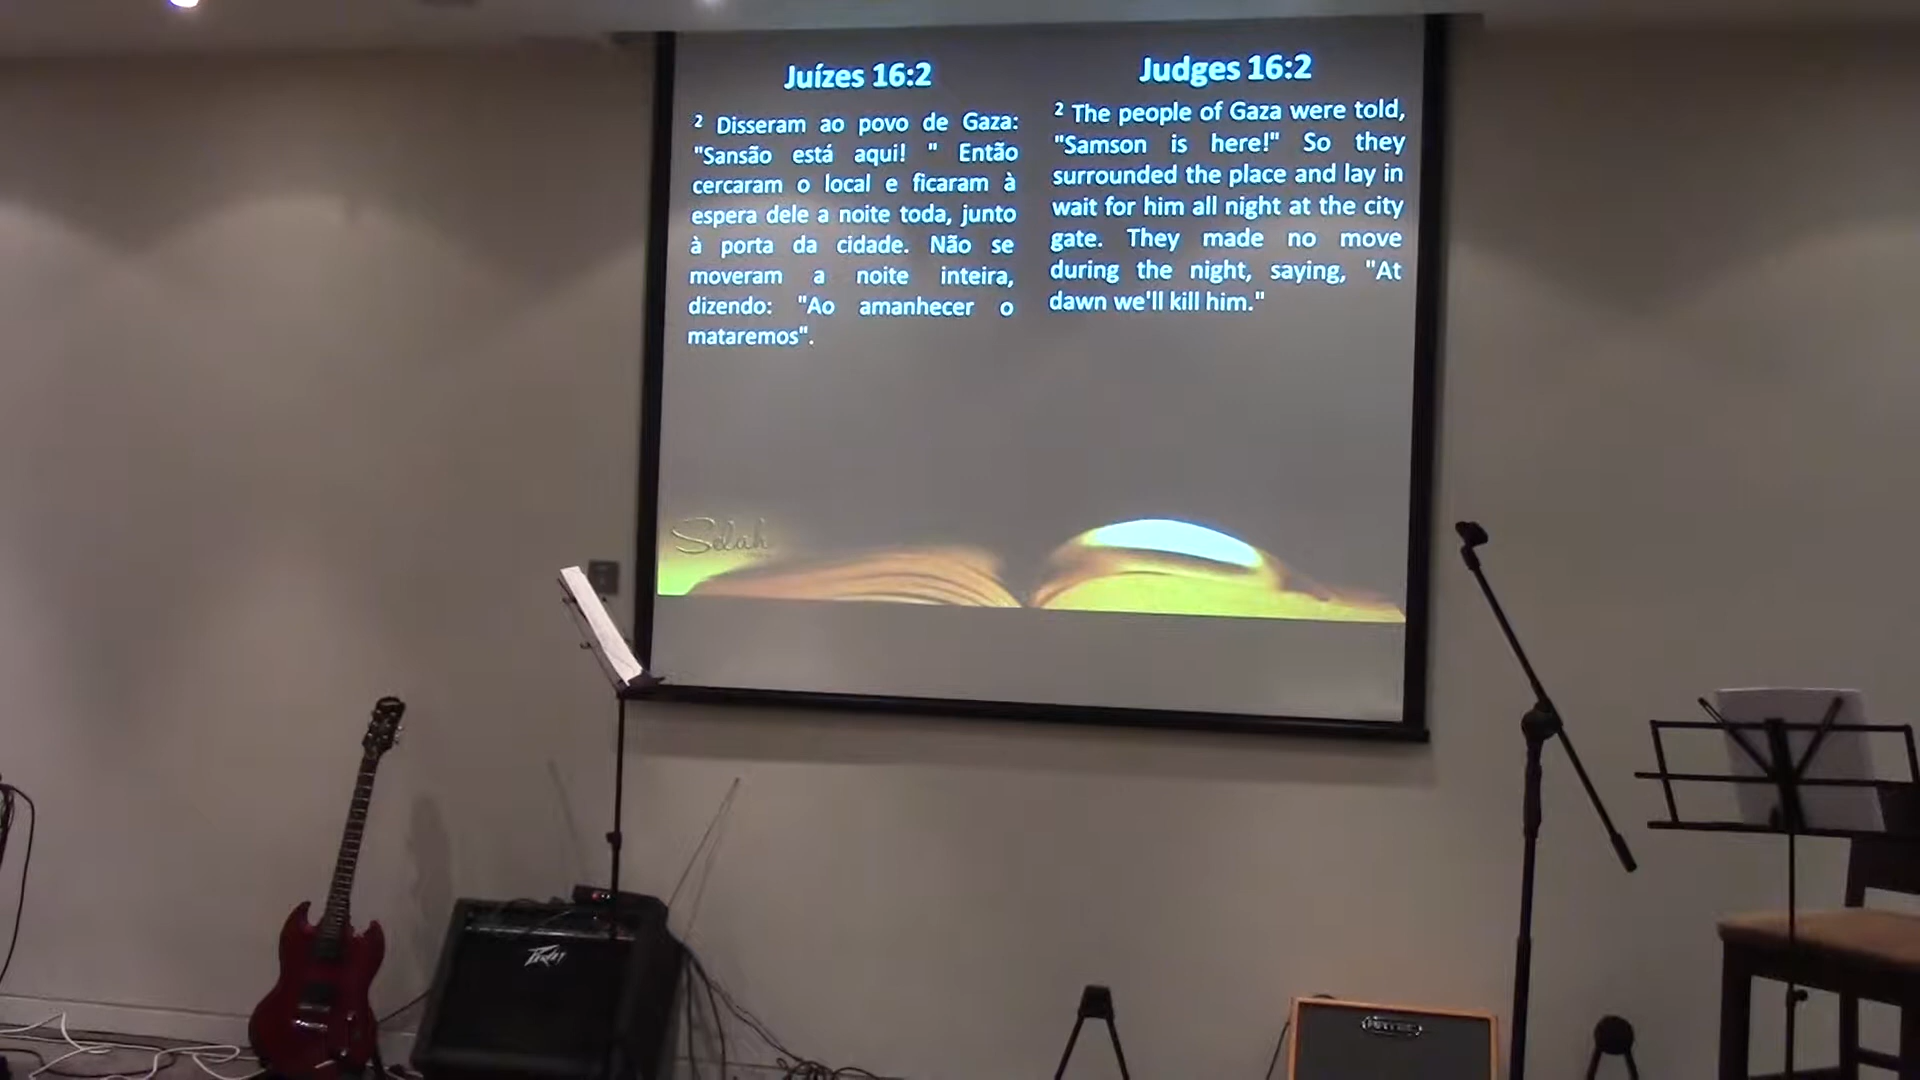 Juízes 16:2
² Disseram ao povo de Gaza:
"Sansão está aqui! " Então
cercaram o local e ficaram à
espera dele a noite toda, junto
à porta da cidade. Não se
moveram a noite inteira,
dizendo: "Ao amanhecer o
mataremos".
Judges 16:2
² The people of Gaza were told,
"Samson is here!" So they
surrounded the place and lay in
wait for him all night at the city
gate. They made no move
during the night, saying, "At
dawn we'll kill him."
Selah
Peavey